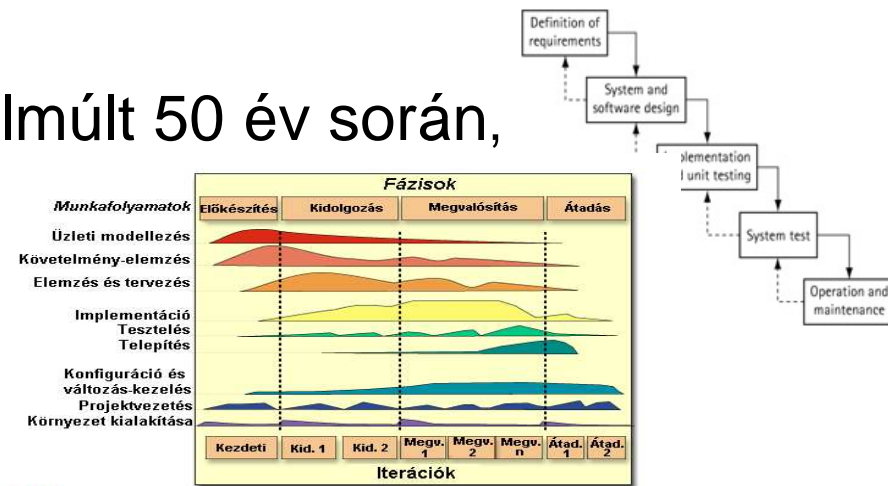 lmúlt 50 év során,
Definition of
requirements
System and
software design
plementation
unit testing
System test
Operation and
maintenance
Fázisok
Munkafolyamatok
Előkészítés
Kidolgozás
Megvalósítás
Átadás
Üzleti modellezés
Követelmény-elemzés
Elemzés és tervezés
Implementáció
Tesztelés
Telepítés
Konfiguráció és
változás-kezelés
Projektvezetés
Környezet kialakítása
Kezdeti
Kid. 1
Kid. 2
Megv.
1
Megv.
2
Megv.
n
Átad.
1
Átad.
2
Iterációk